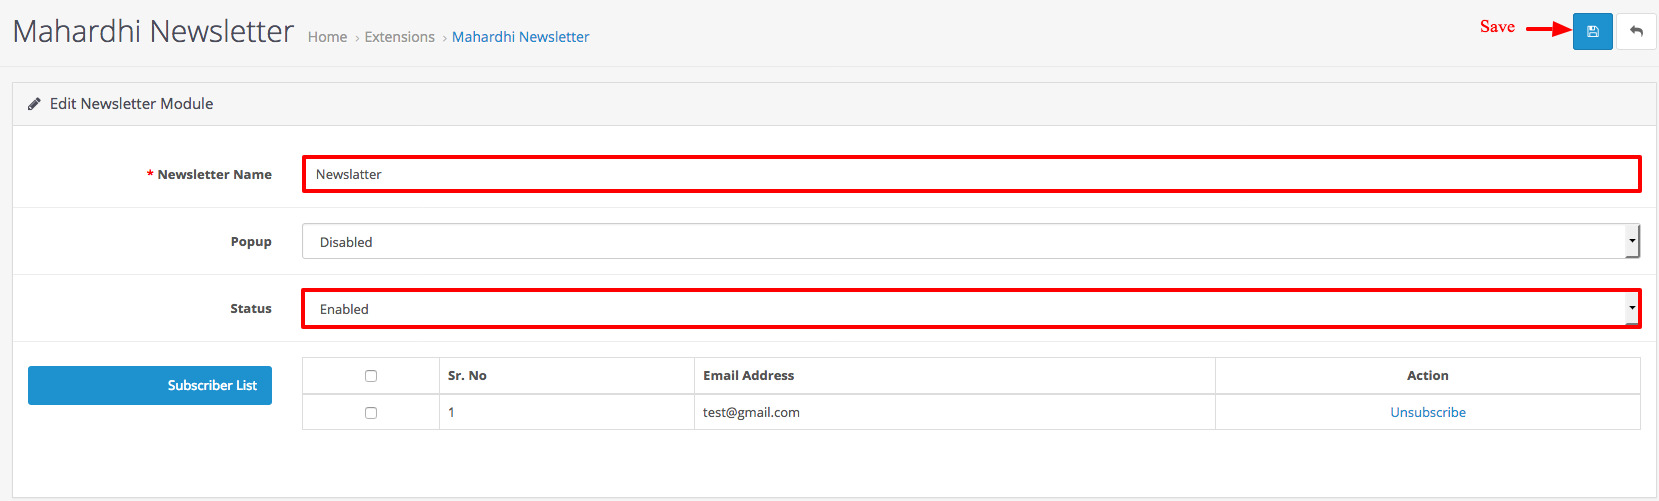 Mahardhi Newsletter Home › Extensions › Mahardhi Newsletter Save
Edit Newsletter Module
* Newsletter Name Newslatter
Popup Disabled
Status Enabled
Subscriber List Sr. No Email Address Action
1 test@gmail.com Unsubscribe